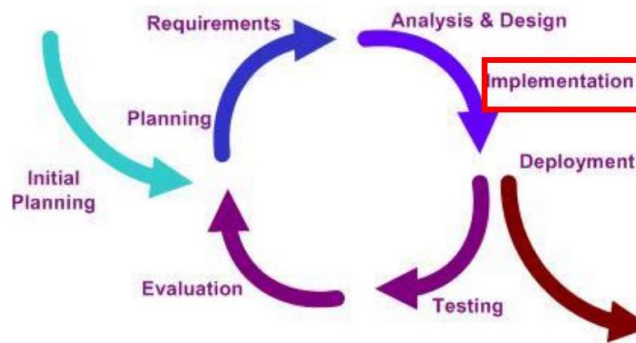 Requirements
Analysis & Design
Implementation
Planning
Deployment
Initial
Planning
Evaluation
Testing